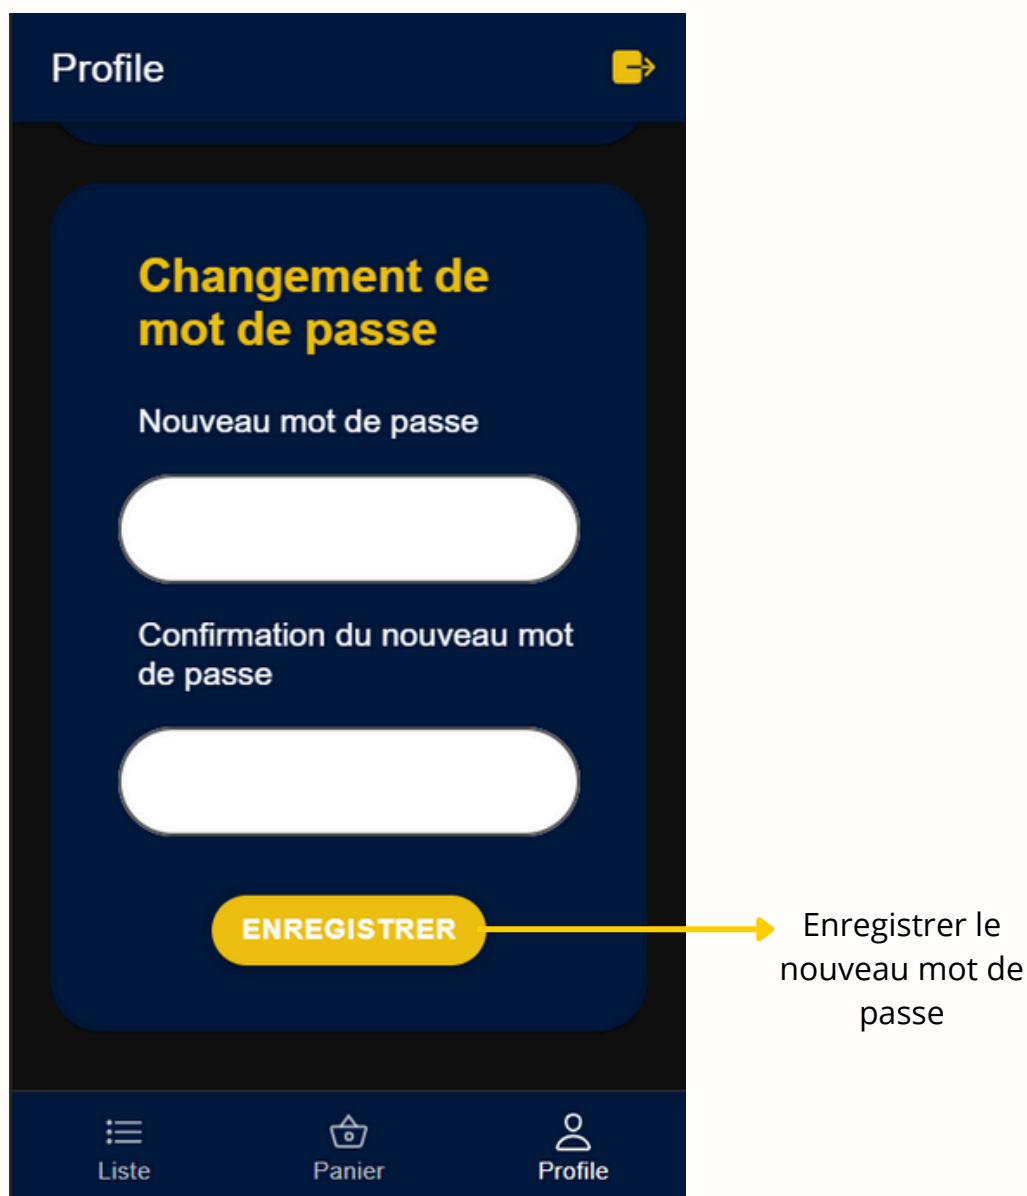 Profile
Changement de
mot de passe
Nouveau mot de passe
Confirmation du nouveau mot
de passe
ENREGISTRER
Enregistrer le
nouveau mot de
passe
Liste
Panier
Profile